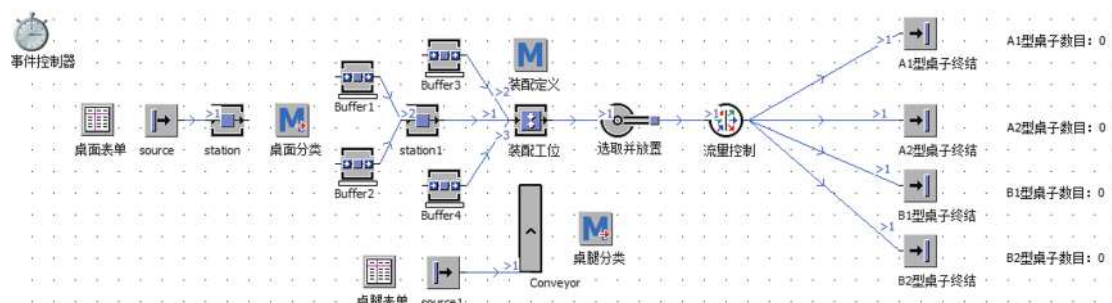 事件控制器
桌面表单
source
>1
station
桌面分类
Buffer1
Buffer2
>2
station1
Buffer3
Buffer4
>1
>2
>3
装配定义
装配工位
>1
选取并放置
>1
流量控制
>1
A1型桌子终结
A1型桌子数目：0
>1
A2型桌子终结
A2型桌子数目：0
>1
B1型桌子终结
B1型桌子数目：0
>1
B2型桌子终结
B2型桌子数目：0
桌腿分类
>1
Conveyor
桌腿表单
source1